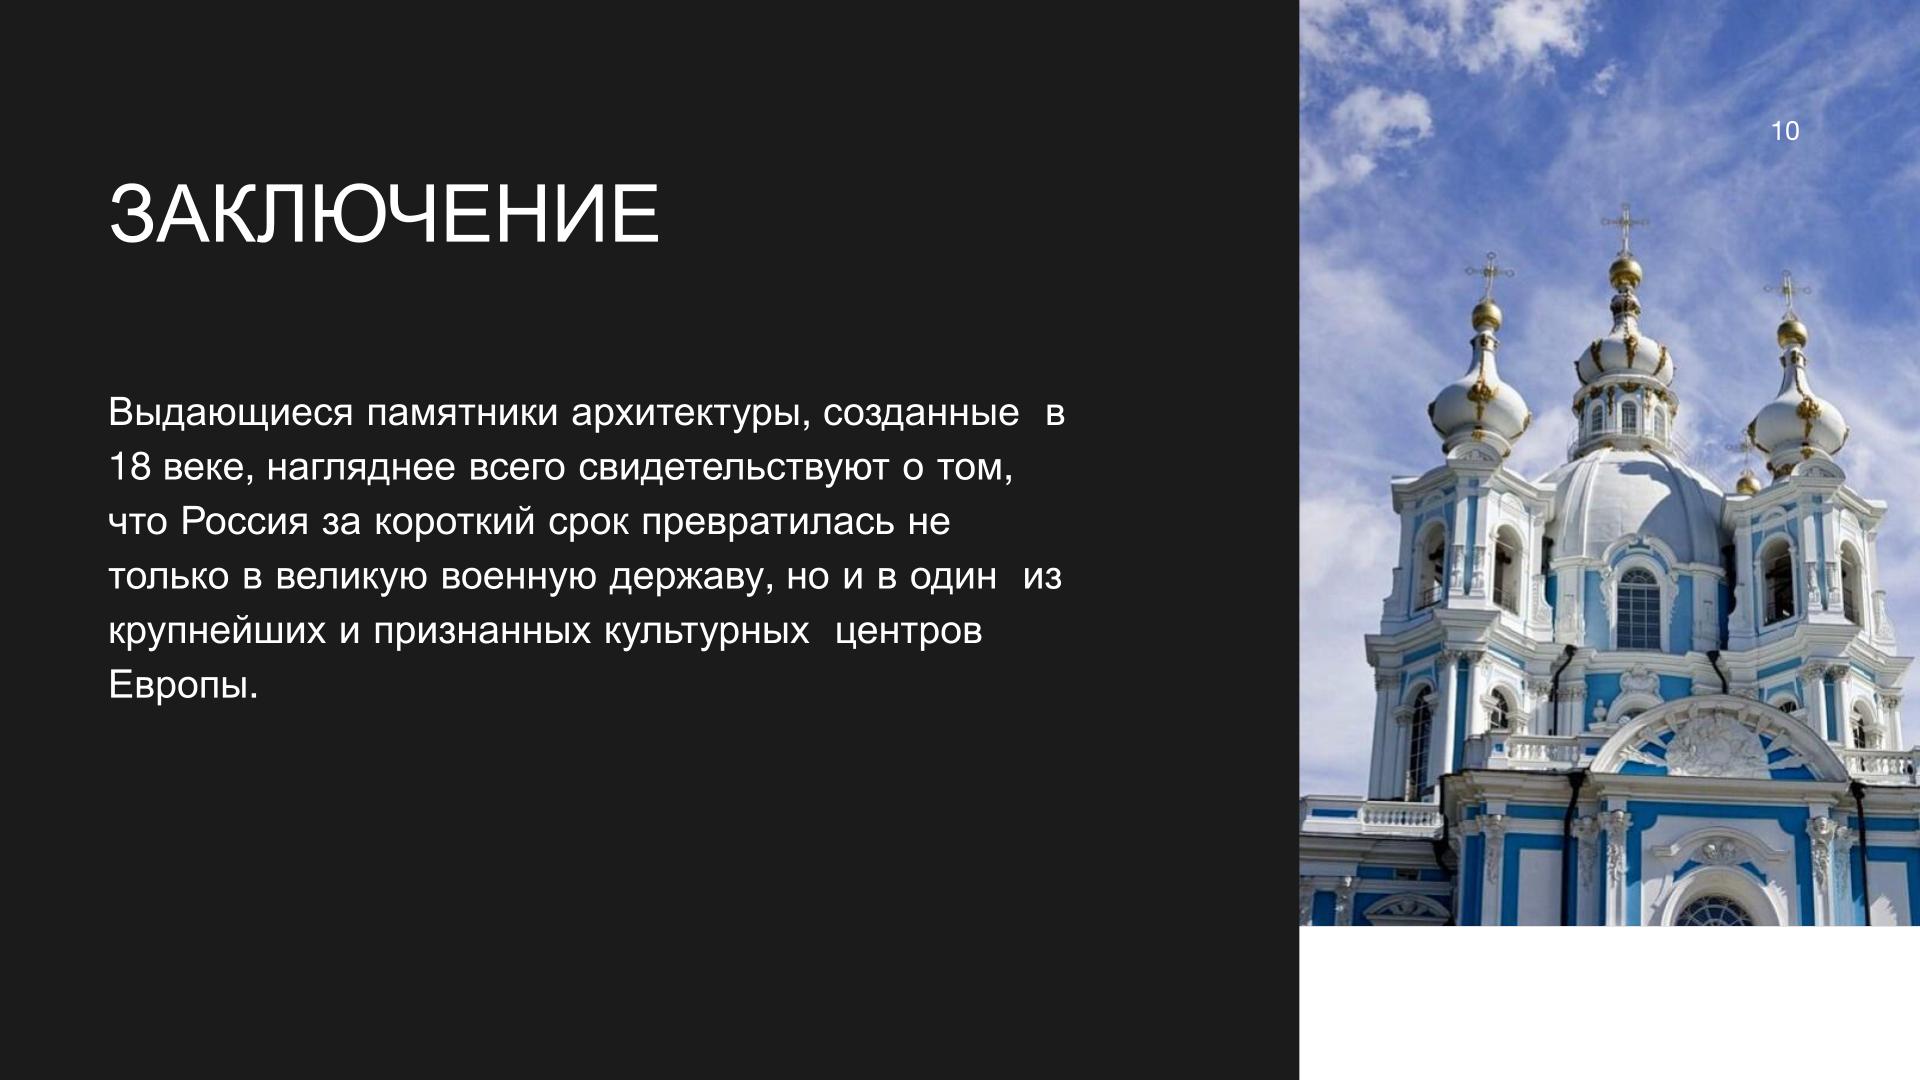 10
ЗАКЛЮЧЕНИЕ
Выдающиеся памятники архитектуры, созданные в
18 веке, нагляднее всего свидетельствуют о том,
что Россия за короткий срок превратилась не
только в великую военную державу, но и в один из
крупнейших и признанных культурных центров
Европы.